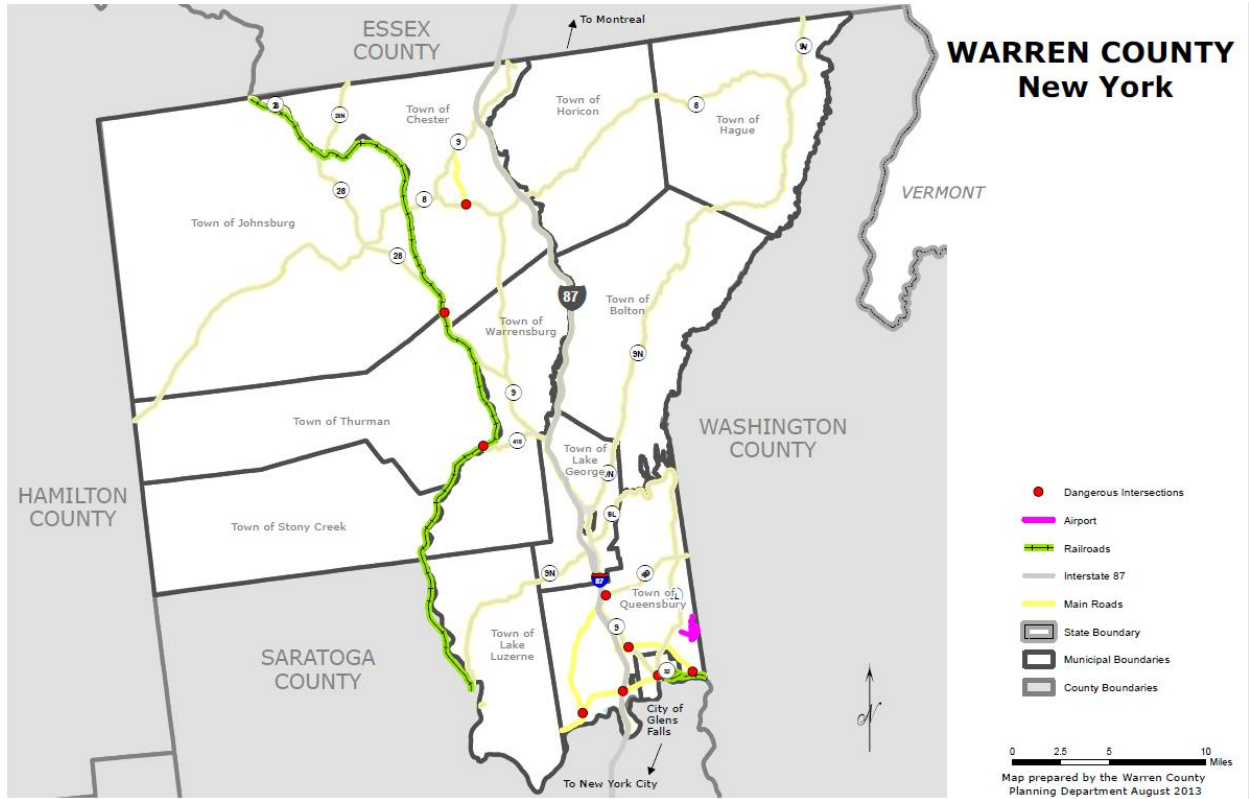 To Montreal
ESSEX
COUNTY
WARREN COUNTY
New York
9N
28
28N
Town of
Chester
Town of
Horicon
8
Town of
Hague
9
VERMONT
28
8
Town of Johnsburg
28
87
Town of
Bolton
Town of
Warrensburg
9N
9
Town of Thurman
418
WASHINGTON
COUNTY
Town of
Lake
George
9N
HAMILTON
COUNTY
Town of Stony Creek
9L
9N
87
Town of
Queensbury
9
Town of
Lake
Luzerne
SARATOGA
COUNTY
32
City of
Glens
Falls
To New York City
N
Dangerous Intersections
Airport
Railroads
Interstate 87
Main Roads
State Boundary
Municipal Boundaries
County Boundaries
0 2.5 5 10
Miles
Map prepared by the Warren County
Planning Department August 2013